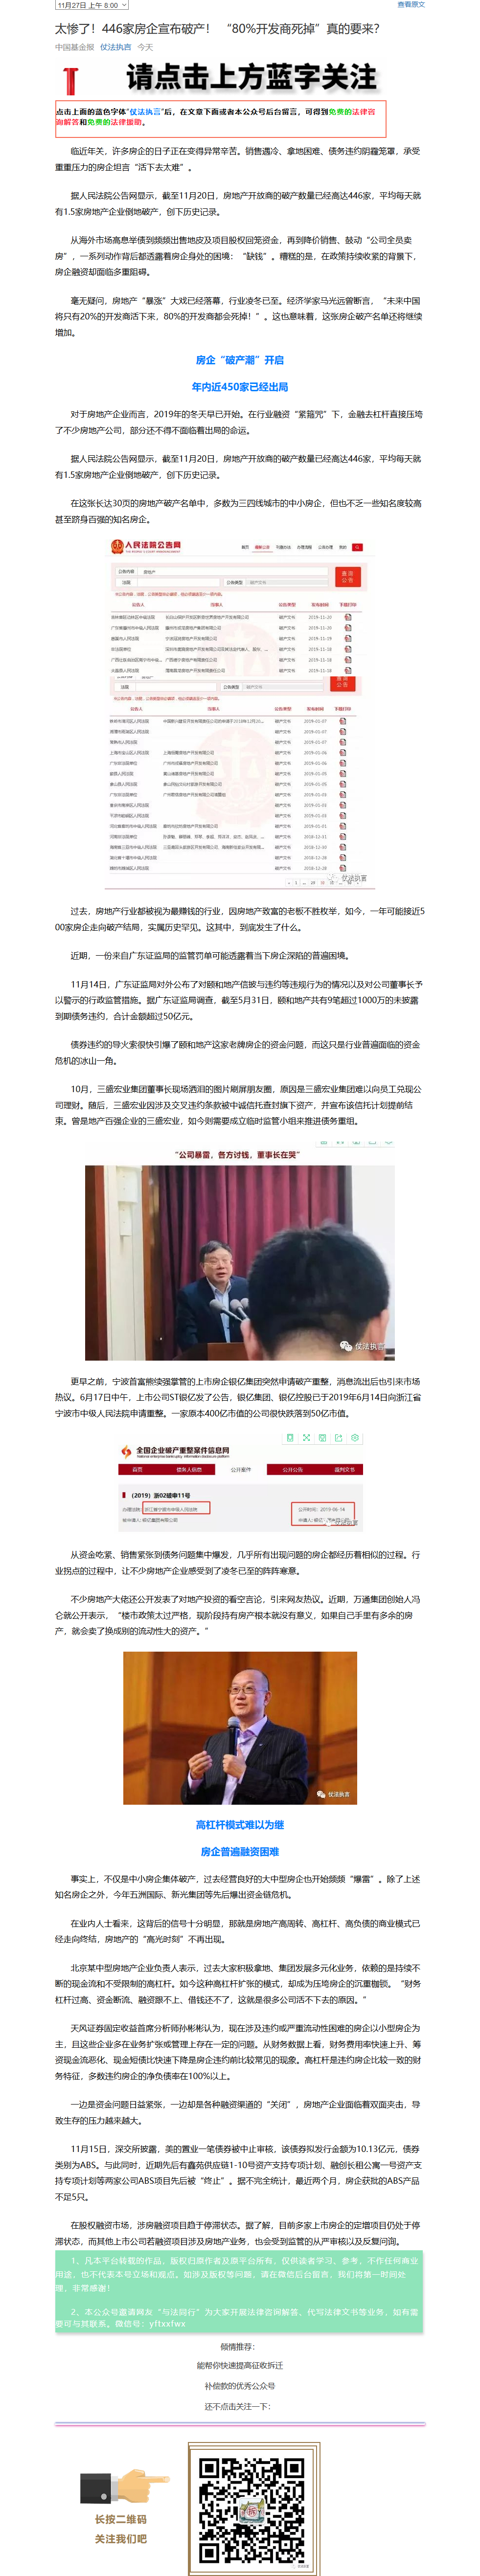 11月27日 上午 8:00
查看原文
太惨了！446家房企宣布破产！ “80%开发商死掉”真的要来?
中国基金报 仗法执言 今天
请点击上方蓝字关注
点击上面的蓝色字体“仗法执言”后，在文章下面或者本公众号后台留言，可得到免费的法律咨
询解答和免费的法律援助。
临近年关，许多房企的日子正在变得异常辛苦。销售遇冷、拿地困难、债务违约阴霾笼罩，承受
重重压力的房企坦言“活下去太难”。
据人民法院公告网显示，截至11月20日，房地产开放商的破产数量已经高达446家，平均每天就
有1.5家房地产企业倒地破产，创下历史记录。
从海外市场高息举债到频频出售地皮及项目股权回笼资金，再到降价销售、鼓动“公司全员卖
房”，一系列动作背后都透露着房企身处的困境：“缺钱”。糟糕的是，在政策持续收紧的背景下，
房企融资却面临多重阻碍。
毫无疑问，房地产“暴涨”大戏已经落幕，行业凌冬已至。经济学家马光远曾断言，“未来中国
将只有20%的开发商活下来，80%的开发商都会死掉！”。这也意味着，这张房企破产名单还将继续
增加。
房企“破产潮”开启
年内近450家已经出局
对于房地产企业而言，2019年的冬天早已开始。在行业融资“紧箍咒”下，金融去杠杆直接压垮
了不少房地产公司，部分还不得不面临着出局的命运。
据人民法院公告网显示，截至11月20日，房地产开放商的破产数量已经高达446家，平均每天就
有1.5家房地产企业倒地破产，创下历史记录。
在这张长达30页的房地产破产名单中，多数为三四线城市的中小房企，但也不乏一些知名度较高
甚至跻身百强的知名房企。
人民法院公告网
公告人 当事人 公告类型 发布时间 下载打印
仗法执言
过去，房地产行业都被视为最赚钱的行业，因房地产致富的老板不胜枚举，如今，一年可能接近5
00家房企走向破产结局，实属历史罕见。这其中，到底发生了什么。
近期，一份来自广东证监局的监管罚单可能透露着当下房企深陷的普遍困境。
11月14日，广东证监局对外公布了对颐和地产信披与违约等违规行为的情况以及对公司董事长予
以警示的行政监管措施。据广东证监局调查，截至5月31日，颐和地产共有9笔超过1000万的未披露
到期债务违约，合计金额超过50亿元。
债券违约的导火索很快引爆了颐和地产这家老牌房企的资金问题，而这只是行业普遍面临的资金
危机的冰山一角。
10月，三盛宏业集团董事长现场洒泪的图片刷屏朋友圈，原因是三盛宏业集团难以向员工兑现公
司理财。随后，三盛宏业因涉及交叉违约条款被中诚信托查封旗下资产，并宣布该信托计划提前结
束。曾是地产百强企业的三盛宏业，如今则需要成立临时监管小组来推进债务重组。
“公司暴雷，各方讨钱，董事长在哭”
仗法执言
更早之前，宁波首富熊续强掌管的上市房企银亿集团突然申请破产重整，消息流出后也引来市场
热议。6月17日中午，上市公司ST银亿发了公告，银亿集团、银亿控股已于2019年6月14日向浙江省
宁波市中级人民法院申请重整。一家原本400亿市值的公司很快跌落到50亿市值。
全国企业破产重整案件信息网
首页 债务人信息 公开案件 公开公告 裁判文书
（2019）浙02破申11号
办理法院：浙江省宁波市中级人民法院
公开时间：2019-06-14
从资金吃紧、销售紧张到债务问题集中爆发，几乎所有出现问题的房企都经历着相似的过程。行
业拐点的过程中，让不少房地产企业感受到了凌冬已至的阵阵寒意。
不少房地产大佬还公开发表了对地产投资的看空言论，引来网友热议。近期，万通集团创始人冯
仑就公开表示，“楼市政策太过严格，现阶段持有房产根本就没有意义，如果自己手里有多余的房
产，就会卖了换成别的流动性大的资产。”
仗法执言
高杠杆模式难以为继
房企普遍融资困难
事实上，不仅是中小房企集体破产，过去经营良好的大中型房企也开始频频“爆雷”。除了上述
知名房企之外，今年五洲国际、新光集团等先后爆出资金链危机。
在业内人士看来，这背后的信号十分明显，那就是房地产高周转、高杠杆、高负债的商业模式已
经走向终结，房地产的“高光时刻”不再出现。
北京某中型房地产企业负责人表示，过去大家积极拿地、集团发展多元化业务，依赖的是持续不
断的现金流和不受限制的高杠杆。如今这种高杠杆扩张的模式，却成为压垮房企的沉重枷锁。“财务
杠杆过高、资金断流、融资跟不上、借钱还不了，这就是很多公司活不下去的原因。”
天风证券固定收益首席分析师孙彬彬认为，现在涉及违约或严重流动性困难的房企以小型房企为
主，且这些企业多在业务扩张或管理上存在一定的问题。从财务数据上看，财务费用率快速上升、筹
资现金流恶化、现金短债比快速下降是房企违约前比较常见的现象。高杠杆是违约房企比较一致的财
务特征，多数违约房企的净负债率在100%以上。
一边是资金问题日益紧张，一边却是各种融资渠道的“关闭”，房地产企业面临着双面夹击，导
致生存的压力越来越大。
11月15日，深交所披露，美的置业一笔债券被中止审核，该债券拟发行金额为10.13亿元，债券
类别为ABS。与此同时，近期先后有鑫苑供应链1-10号资产支持专项计划、融创长租公寓一号资产支
持专项计划等两家公司ABS项目先后被“终止”。据不完全统计，最近两个月，房企获批的ABS产品
不足5只。
在股权融资市场，涉房融资项目趋于停滞状态。据了解，目前多家上市房企的定增项目仍处于停
滞状态，而其他上市公司若融资项目涉及房地产业务，也会受到监管的从严审核以及反复问询。
1、凡本平台转载的作品，版权归原作者及原平台所有，仅供读者学习、参考，不作任何商业
用途，也不代表本号立场和观点。如涉及版权等问题，请在微信后台留言，我们将第一时间处
理，非常感谢！
2、本公众号邀请网友“与法同行”为大家开展法律咨询解答、代写法律文书等业务，如有需
要可与其联系。微信号：yftxxfwx
倾情推荐：
能帮你快速提高征收拆迁
补偿款的优秀公众号
还不点击关注一下：
长按二维码
关注我们吧